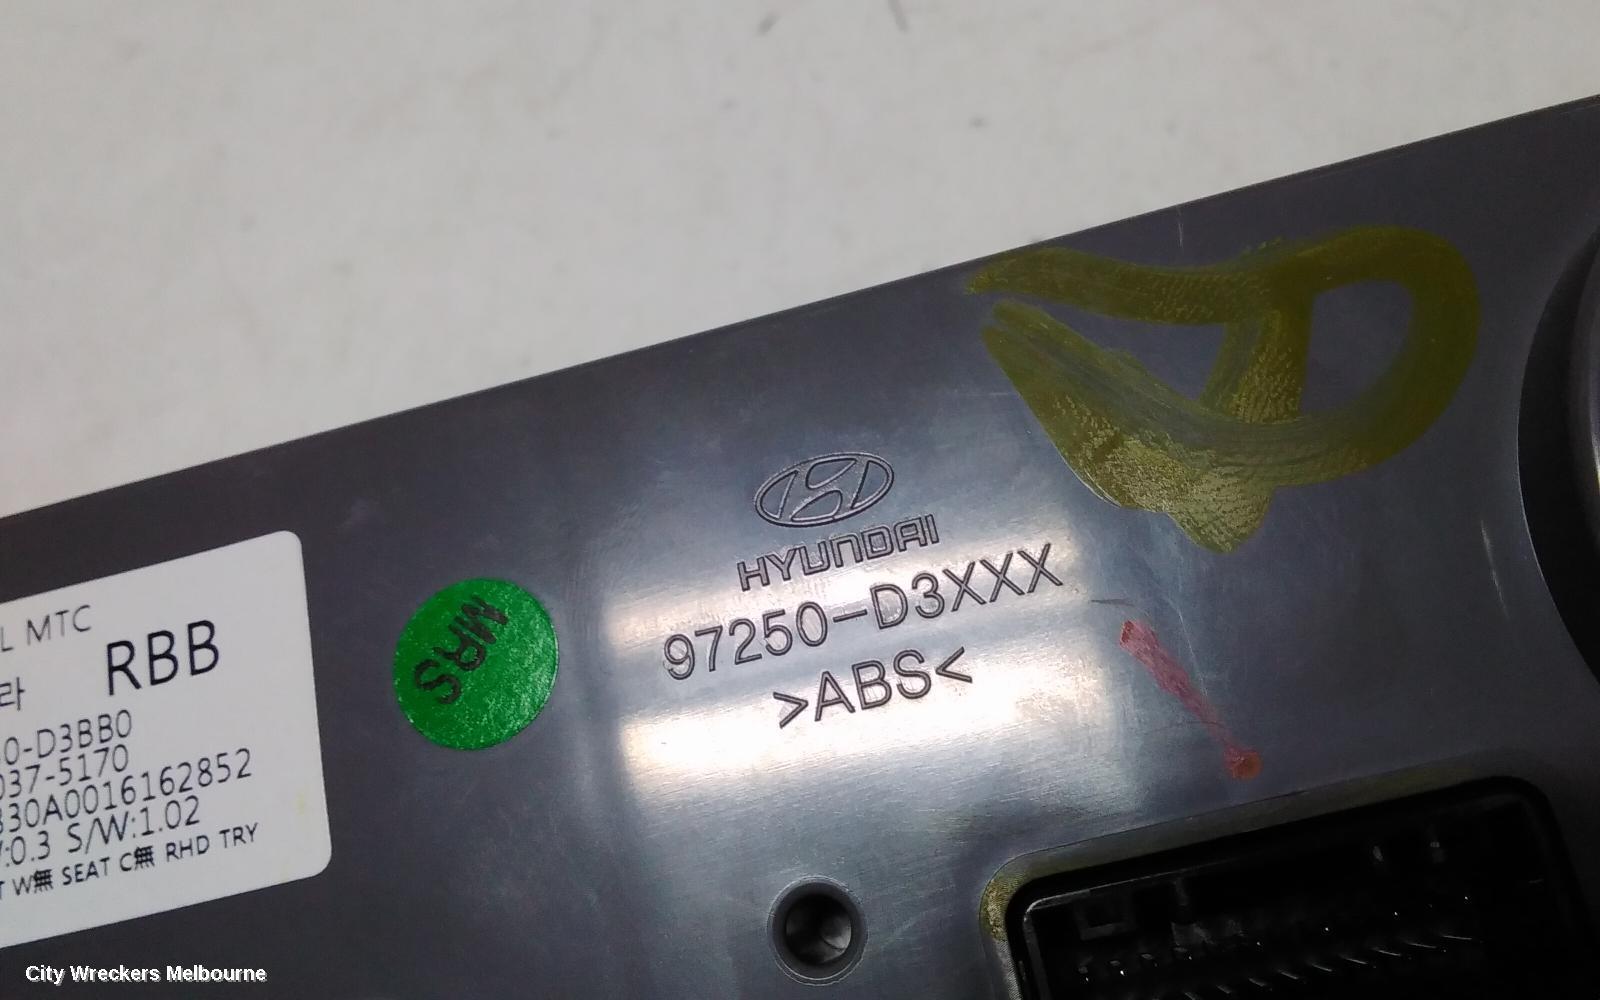 L MTC
라 RBB
0-D3BB0
037-5170
330A0016162852
:0.3 S/W:1.02
T W無 SEAT C無 RHD TRY
MRS
HYUNDAI
97250-D3XXX
>ABS<
City Wreckers Melbourne